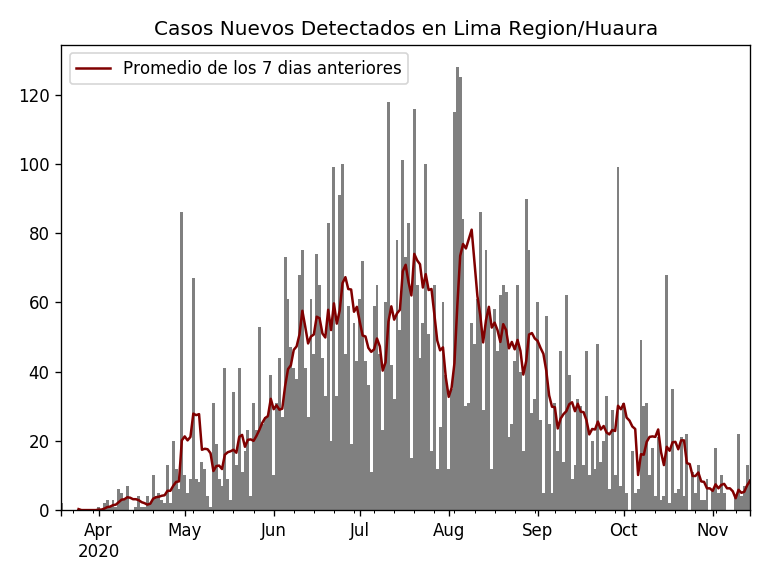 Casos Nuevos Detectados en Lima Region/Huaura
Promedio de los 7 dias anteriores
120
100
80
60
40
20
0
Apr May Jun Jul Aug Sep Oct Nov
2020